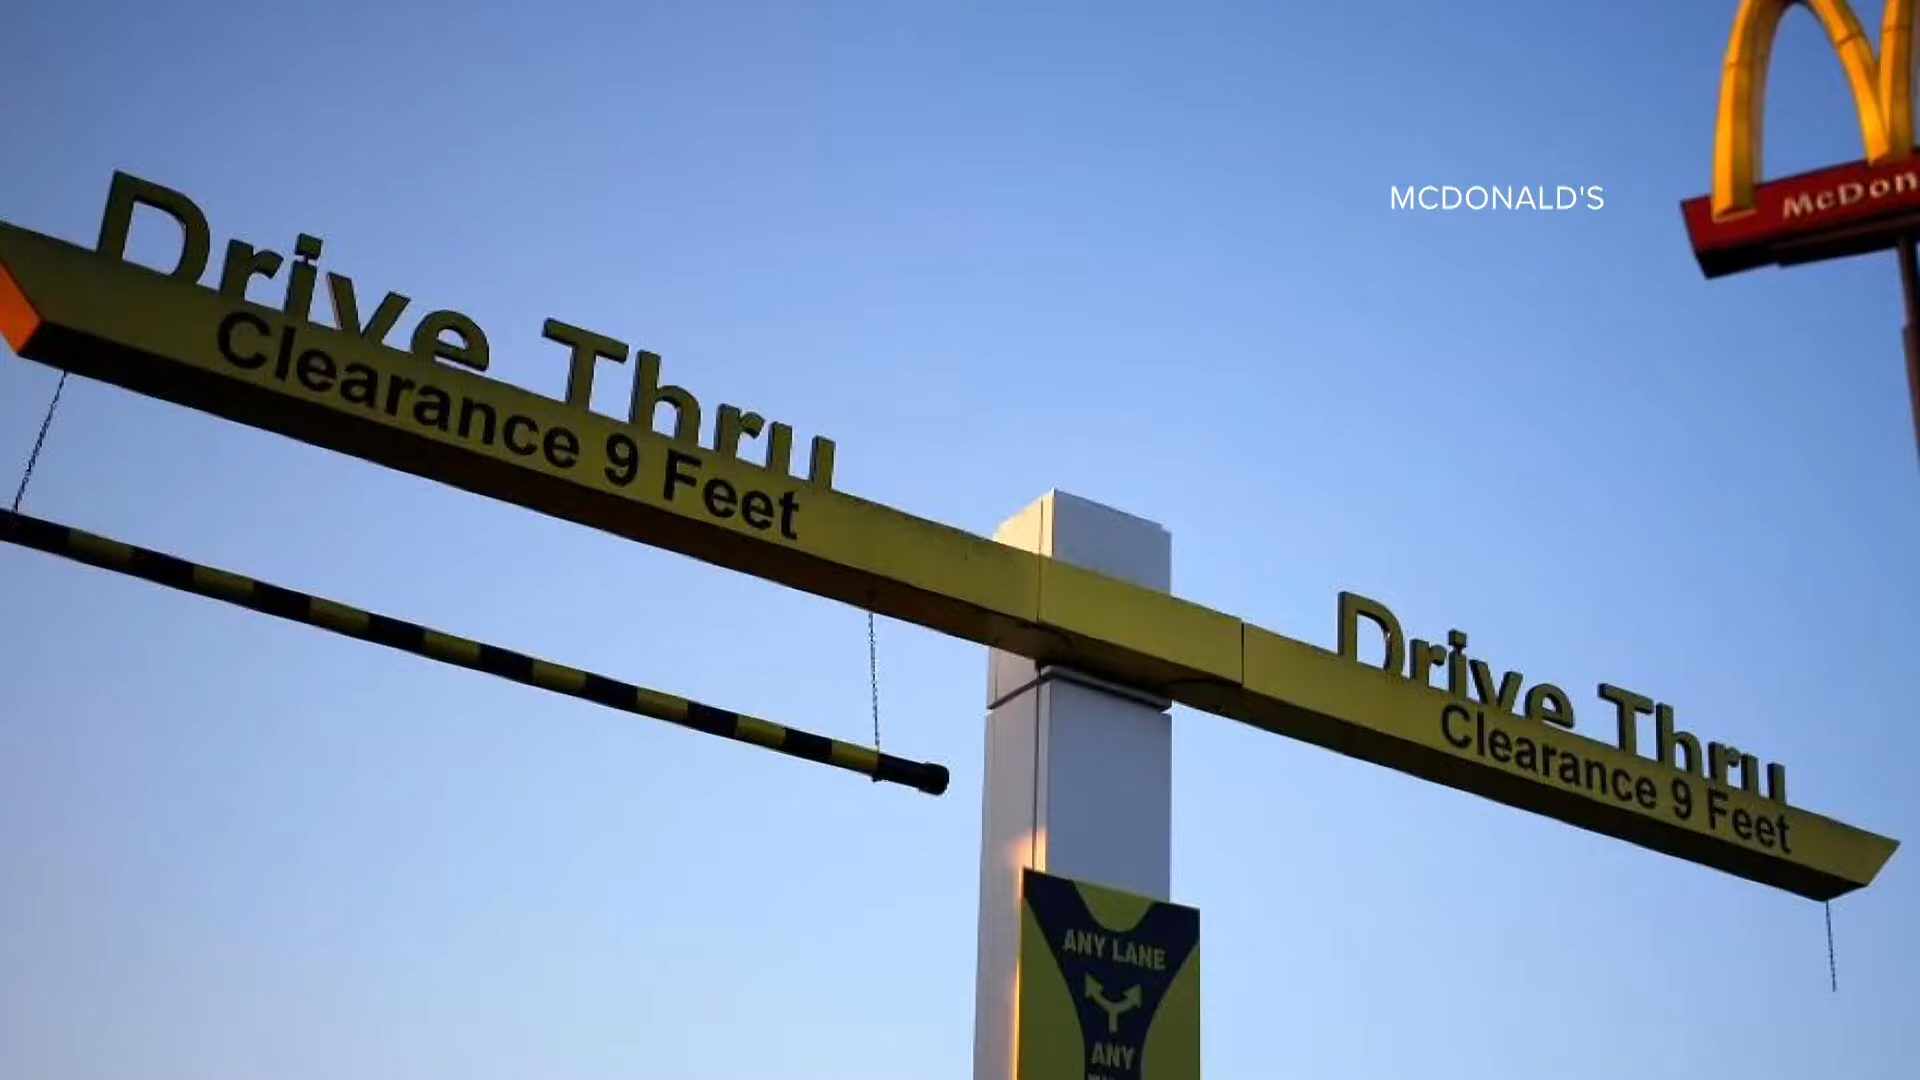 MCDONALD'S
McDon
Drive Thru
Clearance 9 Feet
Drive Thru
Clearance 9 Feet
ANY LANE
ANY